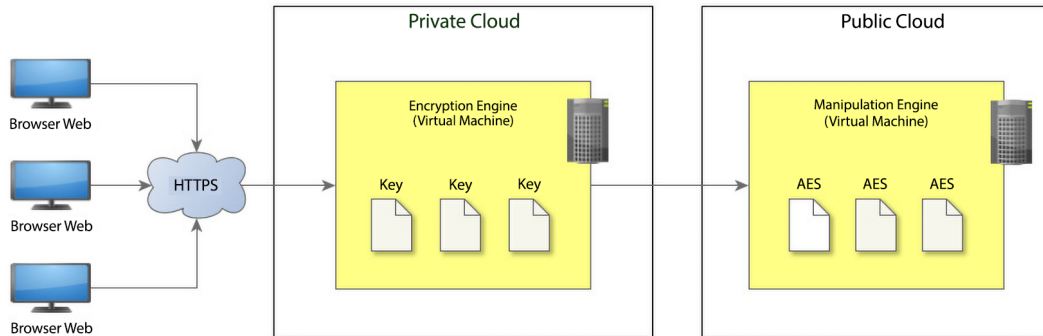 Private Cloud
Public Cloud
Browser Web
Browser Web
Browser Web
HTTPS
Encryption Engine
(Virtual Machine)
Key Key Key
Manipulation Engine
(Virtual Machine)
AES AES AES